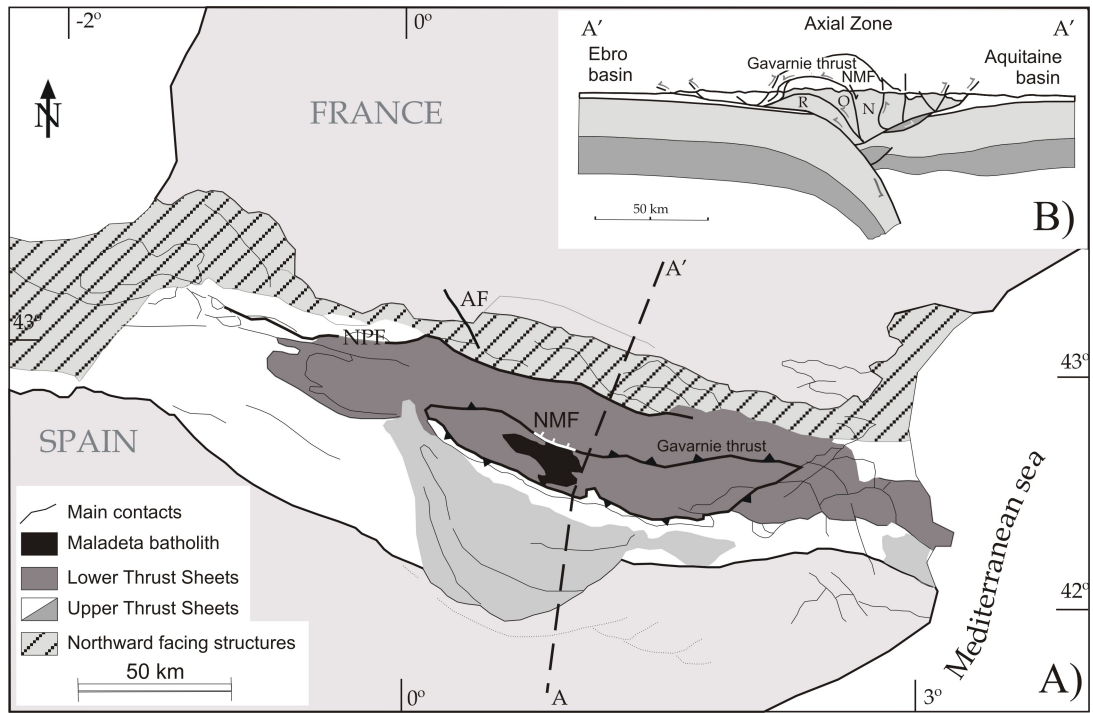 -2º
0º
A′
Axial Zone
A′
Ebro
basin
Gavarnie thrust
NMF
Aquitaine
basin
R
O
N
50 km
B)
N
FRANCE
A′
AF
43º
NPF
43º
NMF
Gavarnie thrust
SPAIN
Mediterranean sea
Main contacts
Maladeta batholith
Lower Thrust Sheets
Upper Thrust Sheets
Northward facing structures
50 km
42º
0º
A
3º
A)